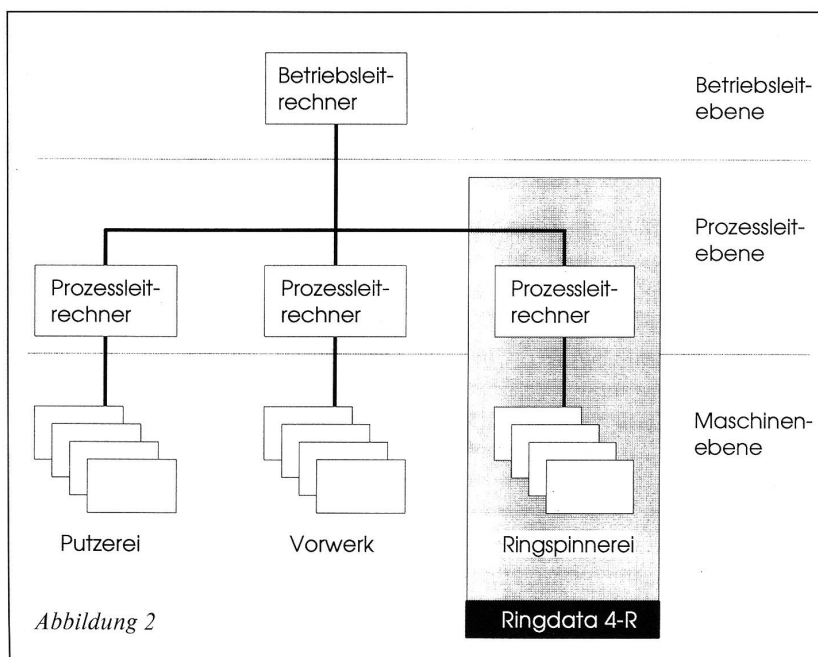 Betriebsleit-
rechner
Betriebsleit-
ebene
Prozessleit-
ebene
Prozessleit-
rechner
Prozessleit-
rechner
Prozessleit-
rechner
Maschinen-
ebene
Putzerei
Vorwerk
Ringspinnerei
Abbildung 2
Ringdata 4-R